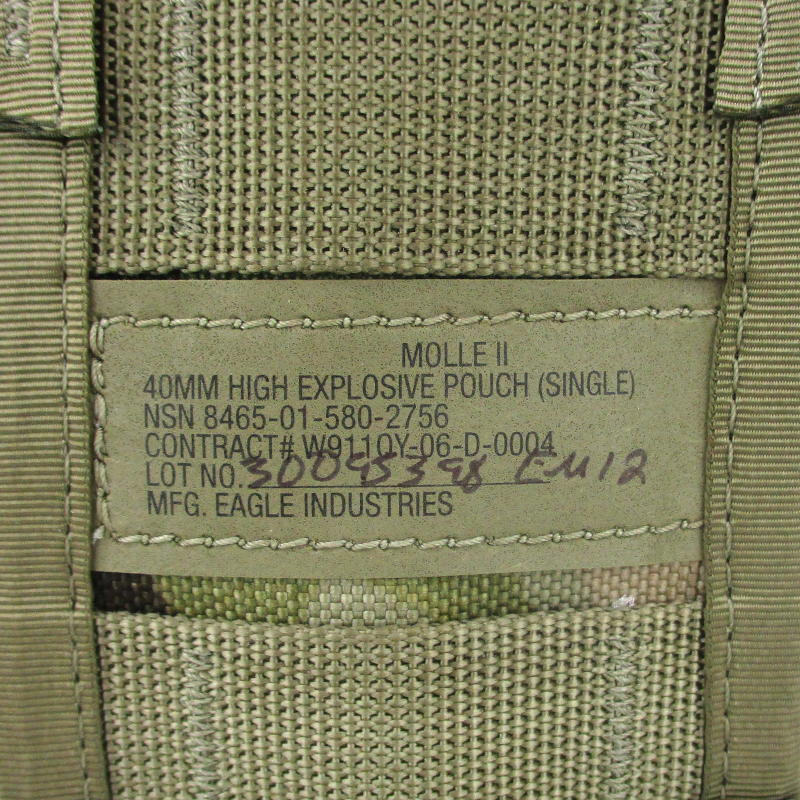 MOLLE II
40MM HIGH EXPLOSIVE POUCH (SINGLE)
NSN 8465-01-580-2756
CONTRACT# W911QY-06-D-0004
LOT NO. 30095398 EM12
MFG. EAGLE INDUSTRIES